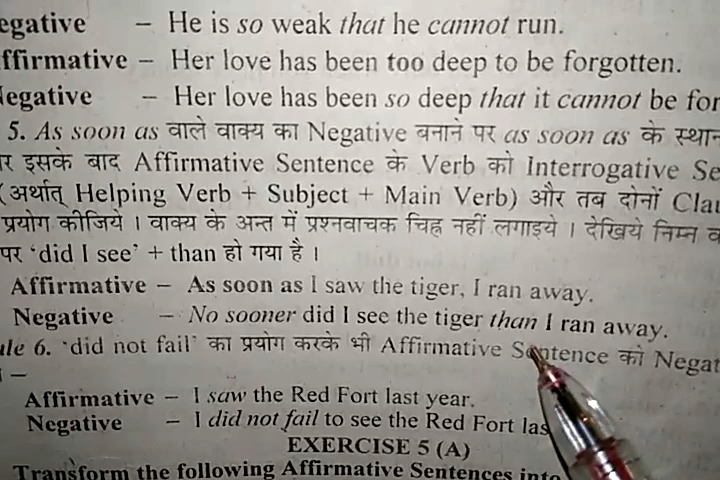 egative – He is so weak that he cannot run.
ffirmative – Her love has been too deep to be forgotten.
Negative – Her love has been so deep that it cannot be for
5. As soon as वाले वाक्य का Negative बनाने पर as soon as के स्थान
र इसके बाद Affirmative Sentence के Verb को Interrogative Se
(अर्थात् Helping Verb + Subject + Main Verb) और तब दोनों Clau
प्रयोग कीजिये । वाक्य के अन्त में प्रश्नवाचक चिह्न नहीं लगाइये । देखिये निम्न व
पर 'did I see' + than हो गया है ।
Affirmative – As soon as I saw the tiger, I ran away.
Negative – No sooner did I see the tiger than I ran away.
ule 6. 'did not fail' का प्रयोग करके भी Affirmative Sentence को Negat
–
Affirmative – I saw the Red Fort last year.
Negative – I did not fail to see the Red Fort las
EXERCISE 5 (A)
Transform the following Affirmative Sentences into